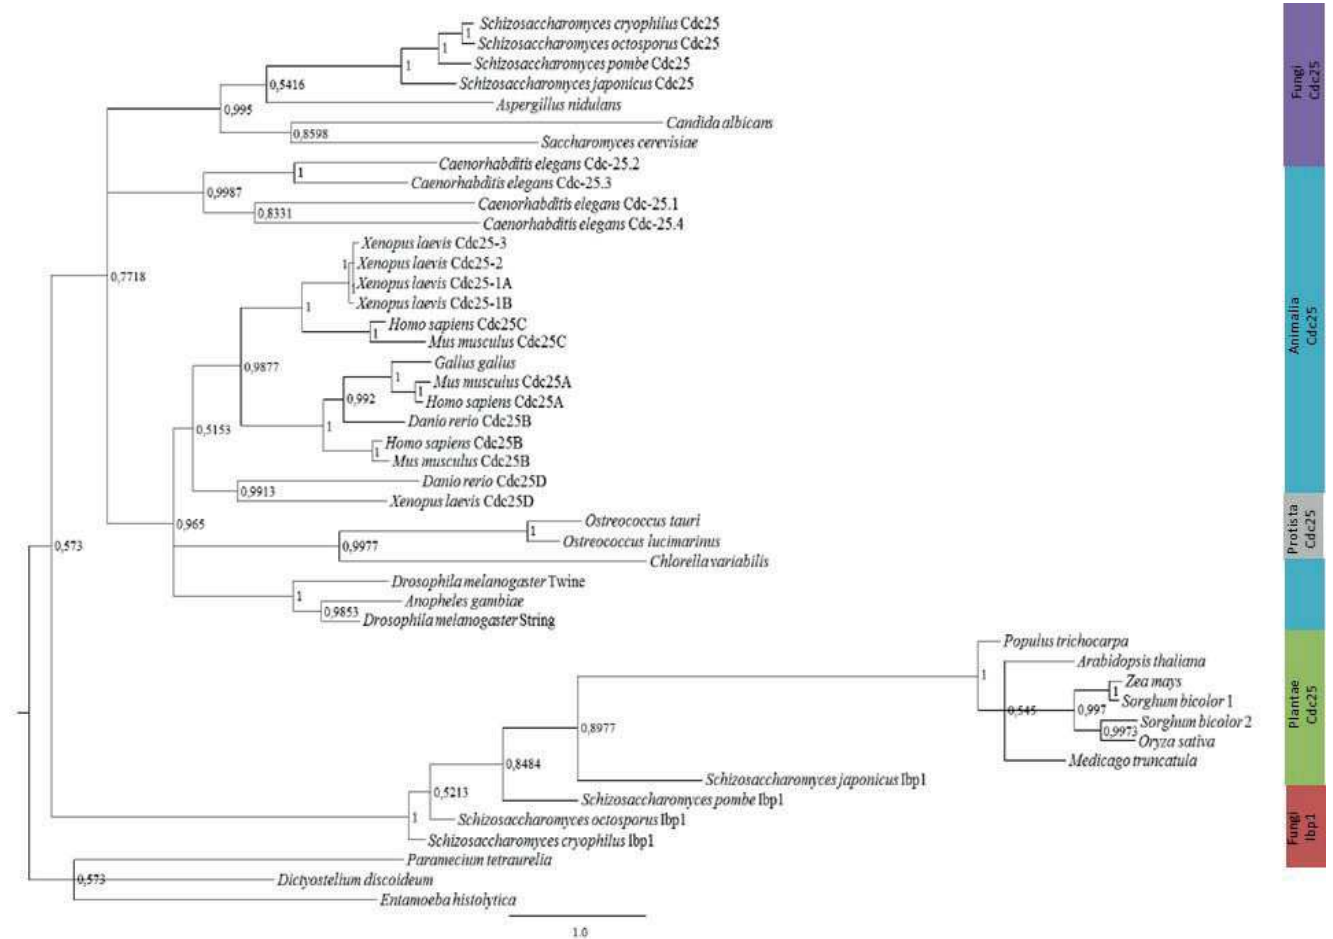 Schizosaccharomyces cryophilus Cdc25
1
Schizosaccharomyces octosporus Cdc25
1
Schizosaccharomyces pombe Cdc25
1
Schizosaccharomyces japonicus Cdc25
0,5416
Aspergillus nidulans
0,995
Candida albicans
0,8598
Saccharomyces cerevisiae
Fungi
Cdc25
Caenorhabditis elegans Cdc-25.2
1
Caenorhabditis elegans Cdc-25.3
0,9987
Caenorhabditis elegans Cdc-25.1
0,8331
Caenorhabditis elegans Cdc-25.4
Xenopus laevis Cdc25-3
1
Xenopus laevis Cdc25-2
0,7718
1
Xenopus laevis Cdc25-1A
Xenopus laevis Cdc25-1B
1
Homo sapiens Cdc25C
1
Mus musculus Cdc25C
Animalia
Cdc25
Gallus gallus
0,9877
1
Mus musculus Cdc25A
1
0,992
Homo sapiens Cdc25A
Danio rerio Cdc25B
0,5153
1
Homo sapiens Cdc25B
1
Mus musculus Cdc25B
Danio rerio Cdc25D
0,9913
Xenopus laevis Cdc25D
0,965
Ostreococcus tauri
1
Ostreococcus lucimarinus
0,573
0,9977
Chlorella variabilis
Protista
Cdc25
Drosophila melanogaster Twine
1
Anopheles gambiae
0,9853
Drosophila melanogaster String
Populus trichocarpa
1
Arabidopsis thaliana
Zea mays
1
Sorghum bicolor 1
0,545
0,997
Sorghum bicolor 2
0,9973
Oryza sativa
Medicago truncatula
Plantae
Cdc25
0,8977
0,8484
Schizosaccharomyces japonicus Ibp1
0,5213
Schizosaccharomyces pombe Ibp1
1
Schizosaccharomyces octosporus Ibp1
Schizosaccharomyces cryophilus Ibp1
Fungi
Ibp1
Paramecium tetraurelia
0,573
Dictyostelium discoideum
Entamoeba histolytica
1.0